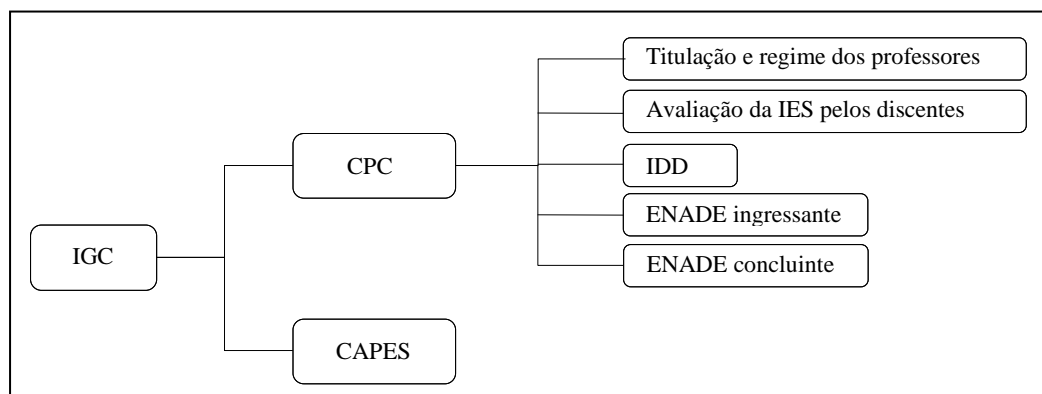 Titulação e regime dos professores
Avaliação da IES pelos discentes
CPC
IDD
ENADE ingressante
IGC
ENADE concluinte
CAPES